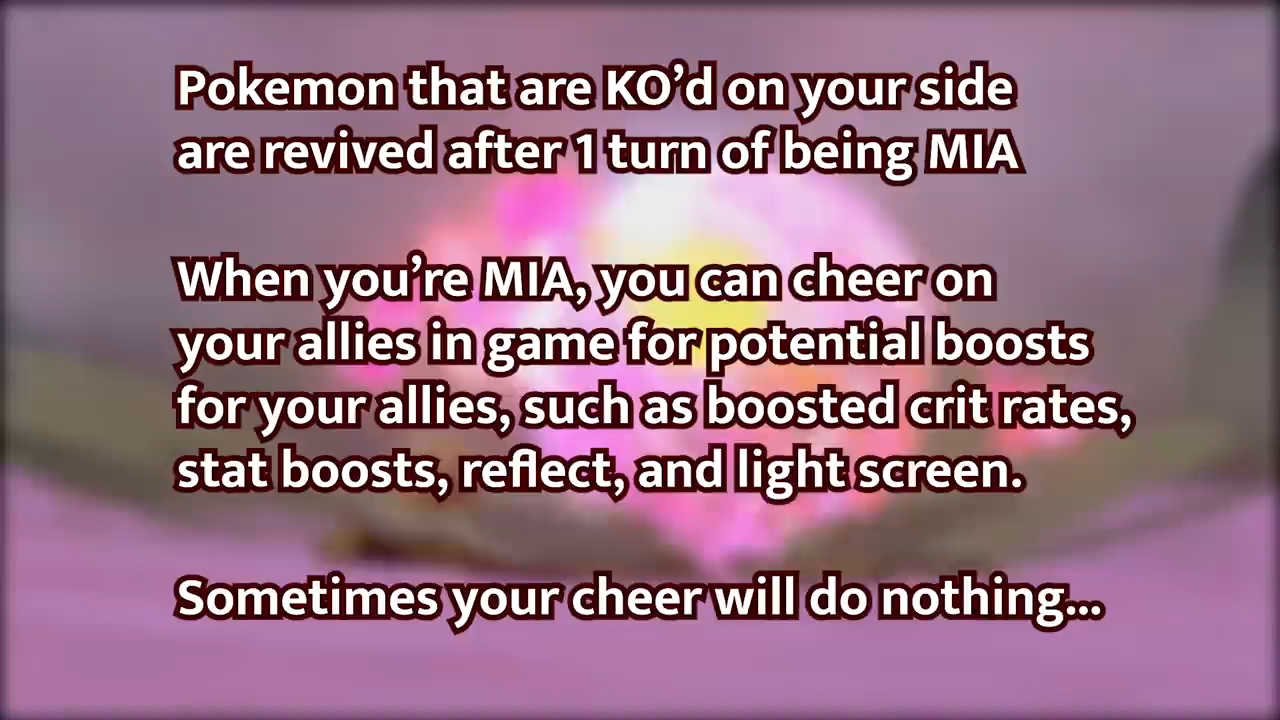 Pokemon that are KO’d on your side
are revived after 1 turn of being MIA
When you’re MIA, you can cheer on
your allies in game for potential boosts
for your allies, such as boosted crit rates,
stat boosts, reflect, and light screen.
Sometimes your cheer will do nothing...